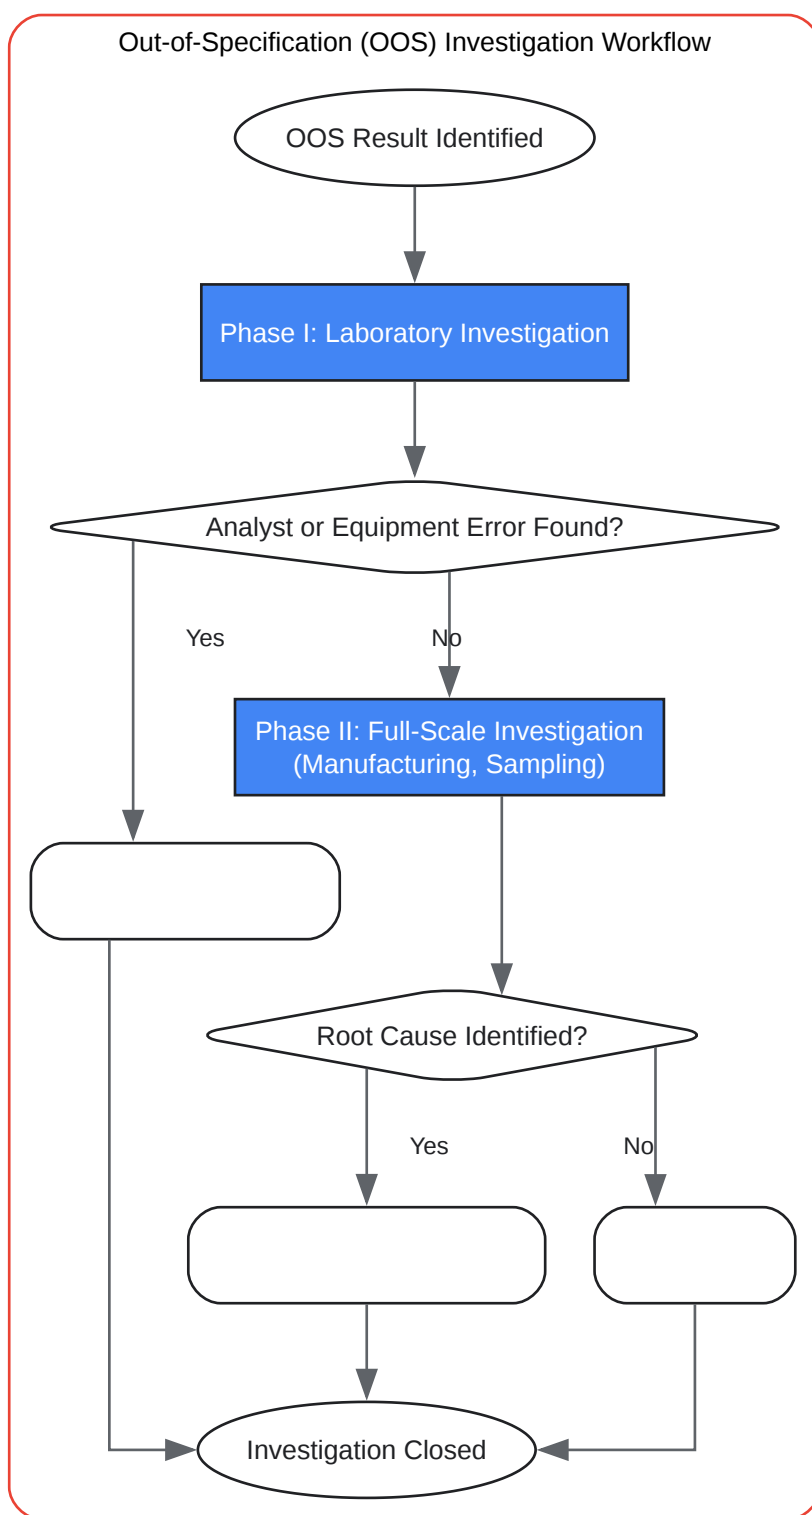 Out-of-Specification (OOS) Investigation Workflow
OOS Result Identified
Phase I: Laboratory Investigation
Analyst or Equipment Error Found?
Yes
No
Phase II: Full-Scale Investigation
(Manufacturing, Sampling)
Root Cause Identified?
Yes
No
Investigation Closed